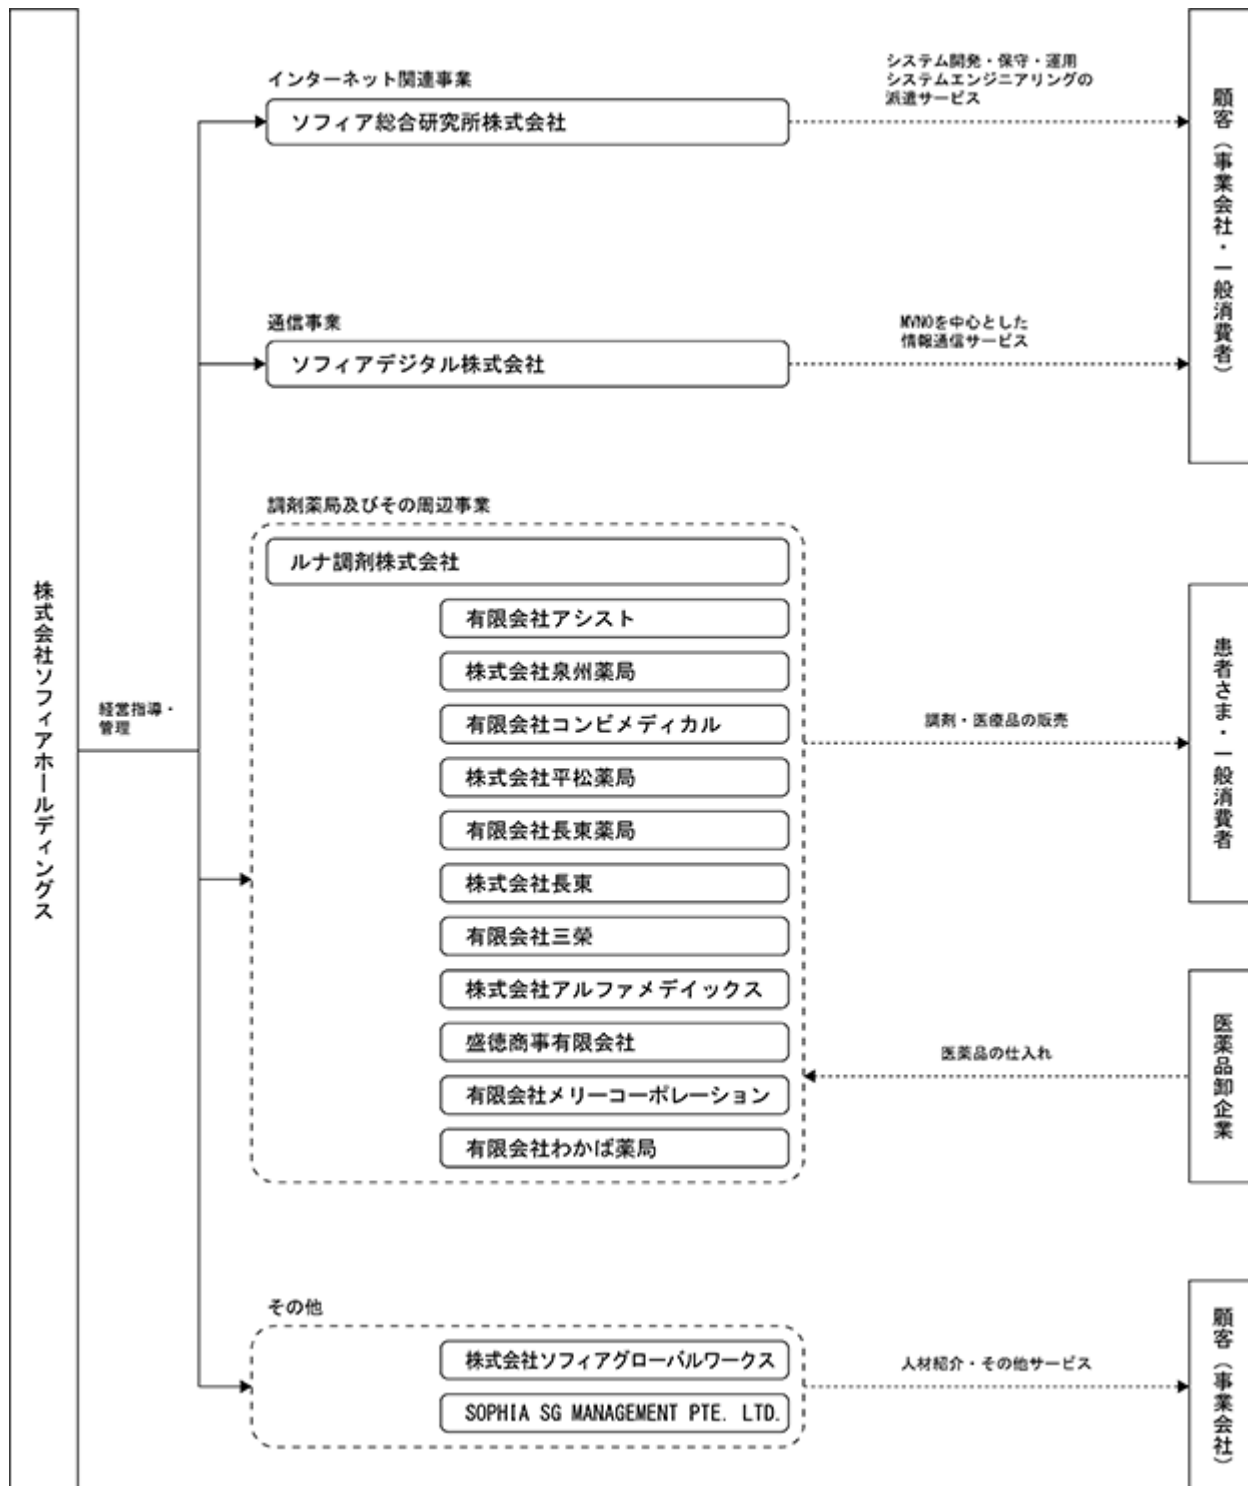 株式会社ソフィアホールディングス
経営指導・
管理
インターネット関連事業
ソフィア総合研究所株式会社
システム開発・保守・運用
システムエンジニアリングの
派遣サービス
通信事業
ソフィアデジタル株式会社
MVNOを中心とした
情報通信サービス
顧客（事業会社・一般消費者）
調剤薬局及びその周辺事業
ルナ調剤株式会社
有限会社アシスト
株式会社泉州薬局
有限会社コンビメディカル
株式会社平松薬局
有限会社長東薬局
株式会社長東
有限会社三榮
株式会社アルファメデイックス
盛徳商事有限会社
有限会社メリーコーポレーション
有限会社わかば薬局
調剤・医療品の販売
患者さま・一般消費者
医薬品の仕入れ
医薬品卸企業
その他
株式会社ソフィアグローバルワークス
SOPHIA SG MANAGEMENT PTE. LTD.
人材紹介・その他サービス
顧客（事業会社）